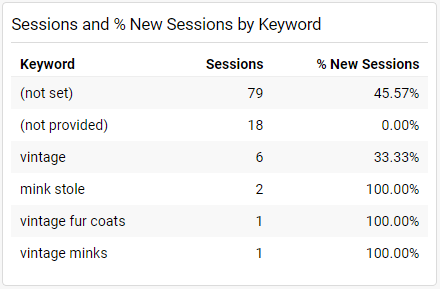 Sessions and % New Sessions by Keyword
Keyword Sessions % New Sessions
(not set) 79 45.57%
(not provided) 18 0.00%
vintage 6 33.33%
mink stole 2 100.00%
vintage fur coats 1 100.00%
vintage minks 1 100.00%